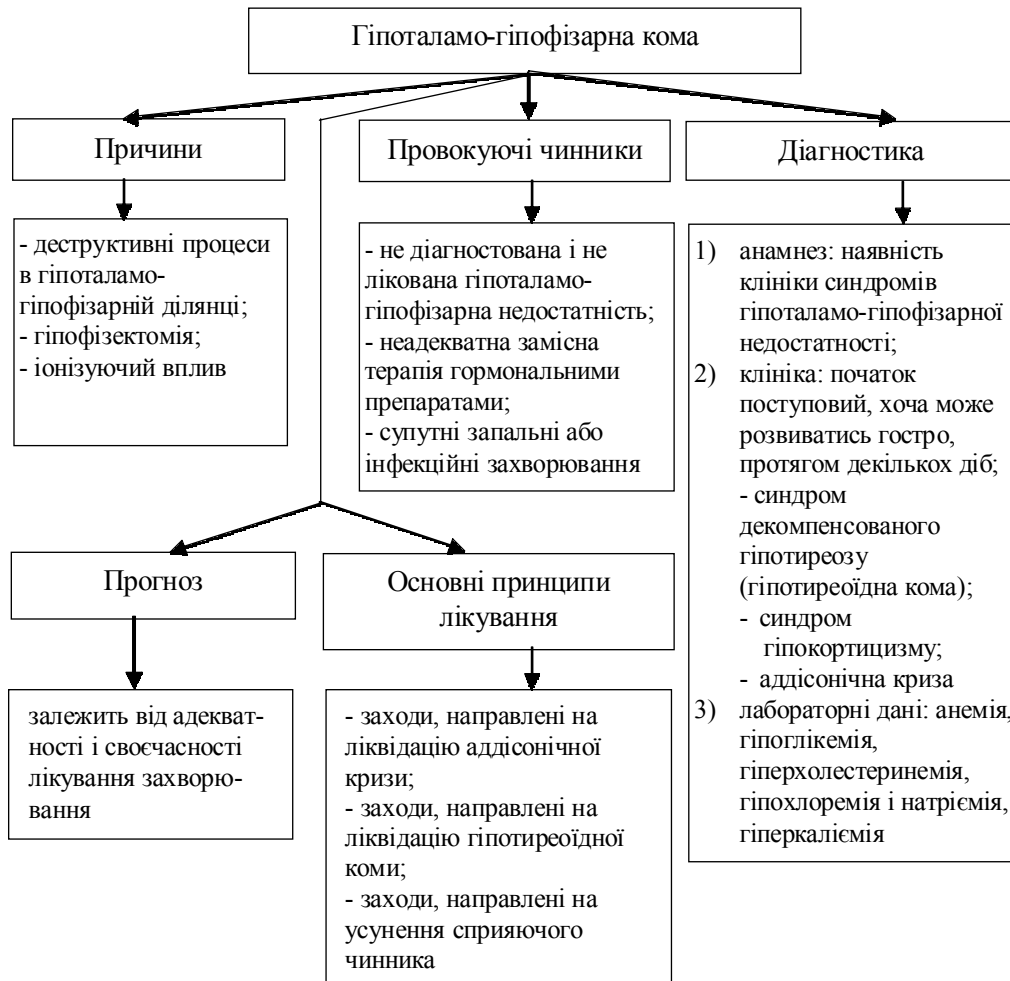 Гіпоталамо-гіпофізарна кома
Причини
- деструктивні процеси
в гіпоталамо-
гіпофізарній ділянці;
- гіпофізектомія;
- іонізуючий вплив
Провокуючі чинники
- не діагностована і не
лікована гіпоталамо-
гіпофізарна недостатність;
- неадекватна замісна
терапія гормональними
препаратами;
- супутні запальні або
інфекційні захворювання
Діагностика
1) анамнез: наявність
клініки синдромів
гіпоталамо-гіпофізарної
недостатності;
2) клініка: початок
поступовий, хоча може
розвиватись гостро,
протягом декількох діб;
- синдром
декомпенсованого
гіпотиреозу
(гіпотиреоїдна кома);
- синдром
гіпокортицизму;
- аддісонічна криза
3) лабораторні дані: анемія,
гіпоглікемія,
гіперхолестеринемія,
гіпохлоремія і натріємія,
гіперкаліємія
Прогноз
залежить від адекват-
ності і своєчасності
лікування захворю-
вання
Основні принципи
лікування
- заходи, направлені на
ліквідацію аддісонічної
кризи;
- заходи, направлені на
ліквідацію гіпотиреоїдної
коми;
- заходи, направлені на
усунення сприяючого
чинника